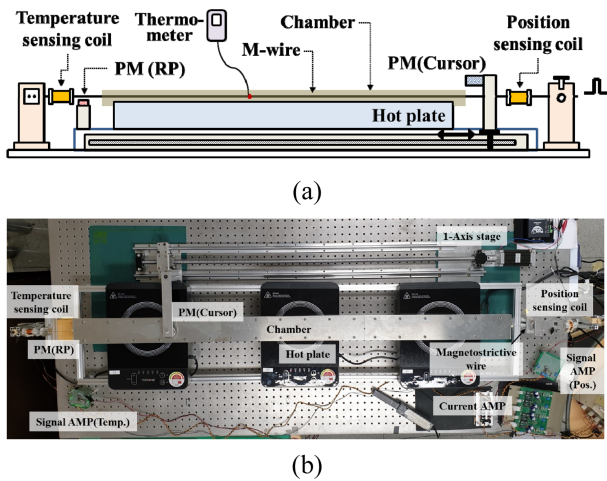 Temperature
sensing coil
Thermo-
meter
Chamber
M-wire
PM (RP)
PM(Cursor)
Position
sensing coil
Hot plate
(a)
1-Axis stage
Temperature
sensing coil
PM(Cursor)
Position
sensing coil
Chamber
PM(RP)
Hot plate
Magnetostrictive
wire
Signal
AMP
(Pos.)
Signal AMP(Temp.)
Current AMP
(b)